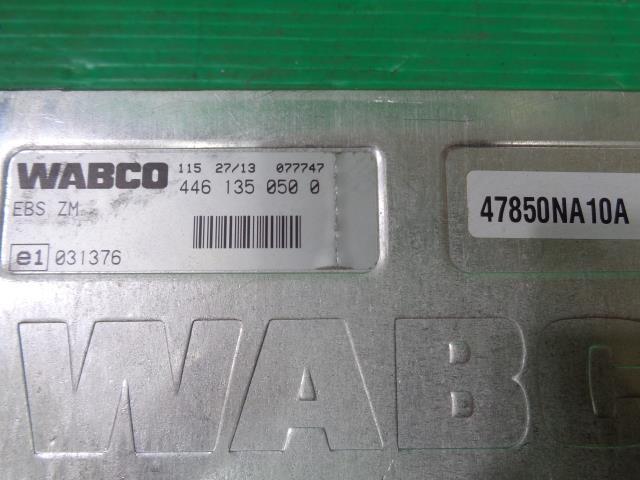 WABCO 115 27/13 077747
446 135 050 0
EBS ZM
e1 031376
47850NA10A
WABC